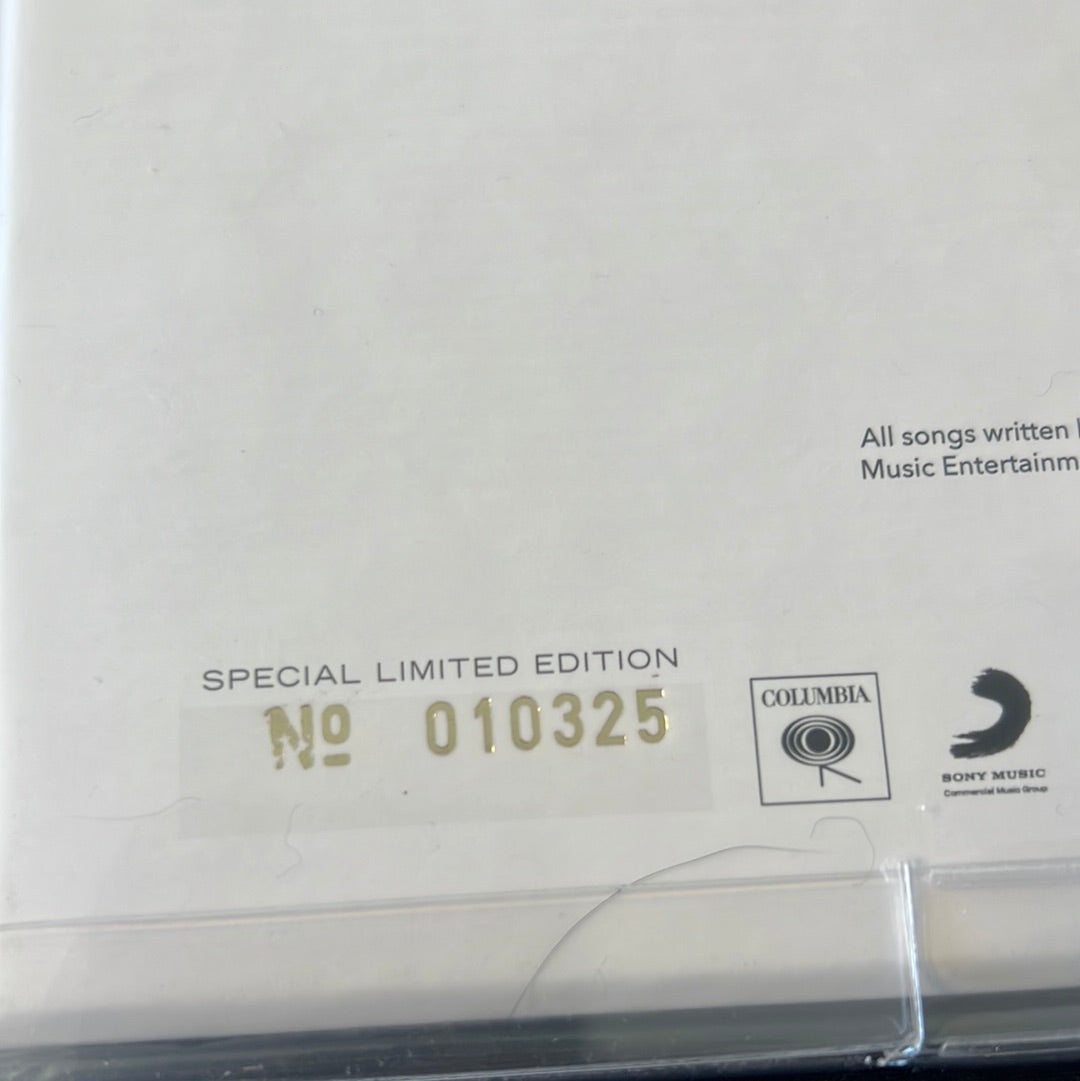 All songs written
Music Entertainm
SPECIAL LIMITED EDITION
Nº 010325
COLUMBIA
SONY MUSIC
Commercial Music Group